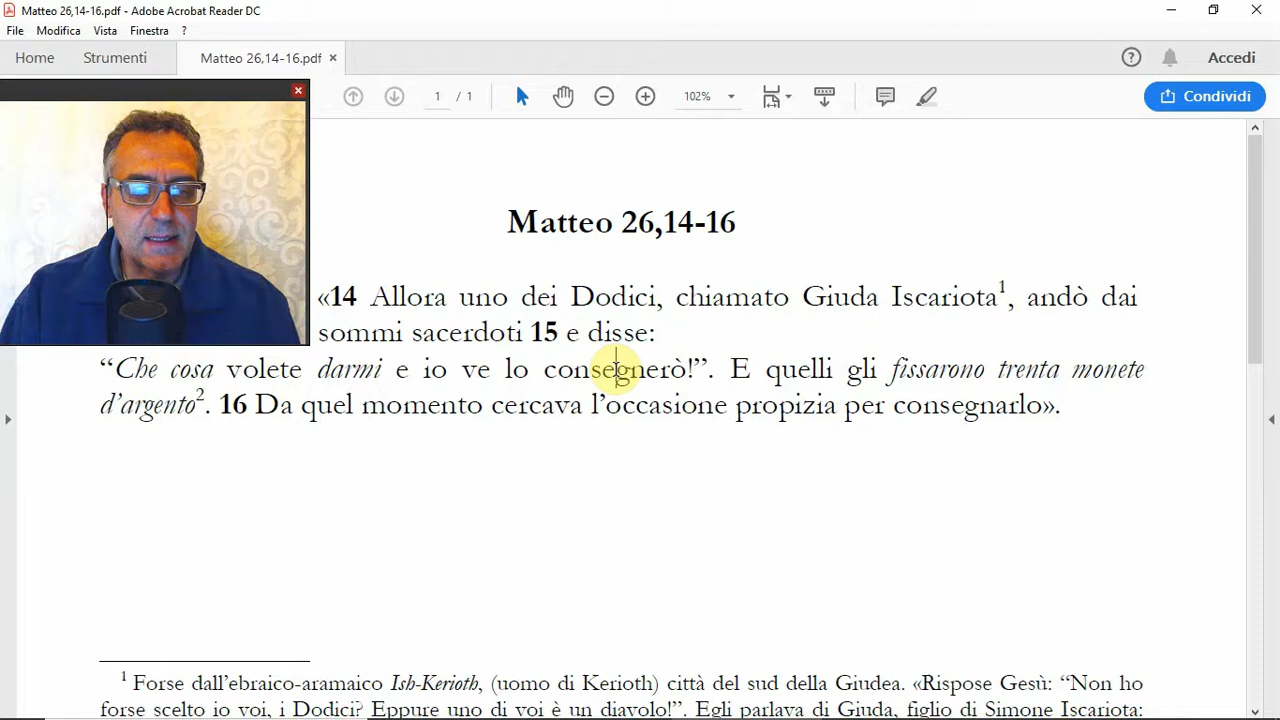 Matteo 26,14-16.pdf - Adobe Acrobat Reader DC
File Modifica Vista Finestra ?
Home Strumenti Matteo 26,14-16.pdf × Accedi
1 / 1 102% Condividi
Matteo 26,14-16
«14 Allora uno dei Dodici, chiamato Giuda Iscariota1, andò dai
sommi sacerdoti 15 e disse:
“Che cosa volete darmi e io ve lo consegnerò!”. E quelli gli fissarono trenta monete
d’argento2. 16 Da quel momento cercava l’occasione propizia per consegnarlo».
1 Forse dall’ebraico-aramaico Ish-Kerioth, (uomo di Kerioth) città del sud della Giudea. «Rispose Gesù: “Non ho
forse scelto io voi, i Dodici? Eppure uno di voi è un diavolo!”. Egli parlava di Giuda, figlio di Simone Iscariota: